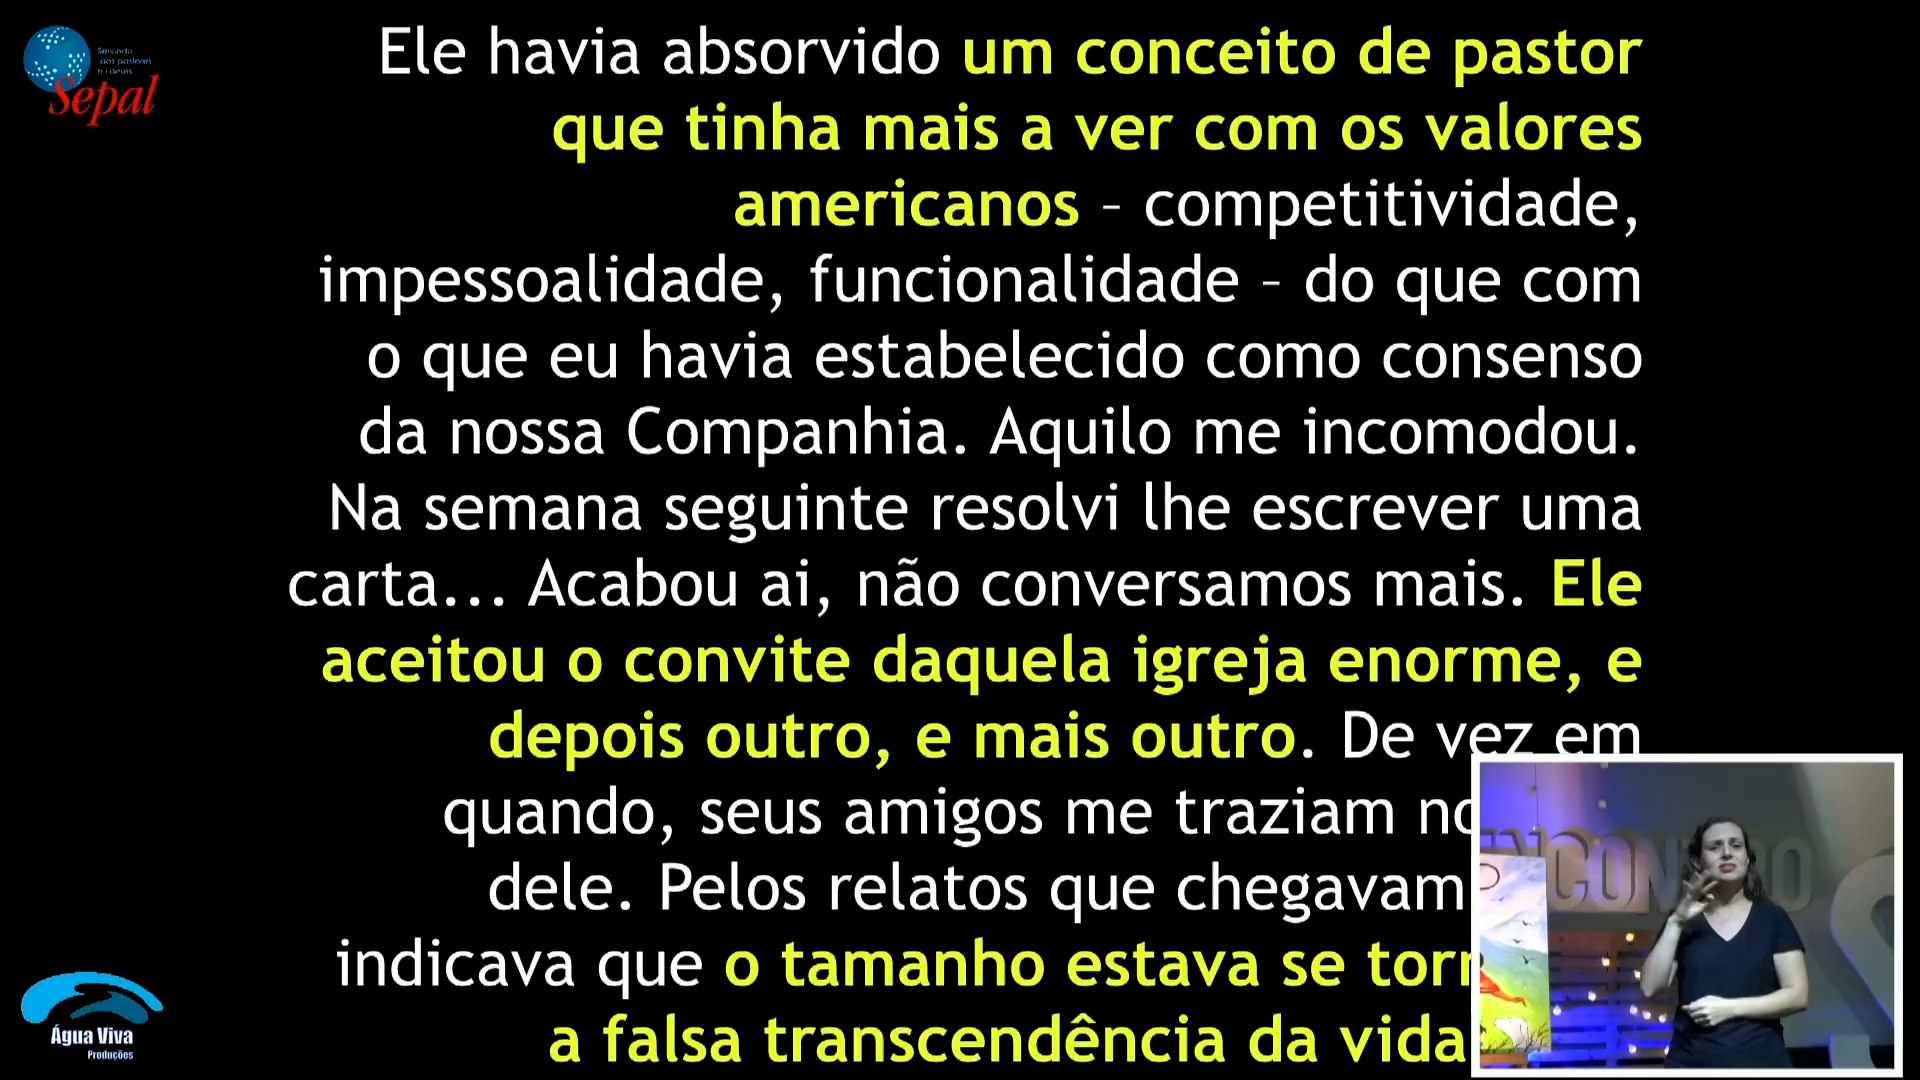 Servindo
aos pastores
e líderes
Sepal
Ele havia absorvido um conceito de pastor
que tinha mais a ver com os valores
americanos – competitividade,
impessoalidade, funcionalidade – do que com
o que eu havia estabelecido como consenso
da nossa Companhia. Aquilo me incomodou.
Na semana seguinte resolvi lhe escrever uma
carta... Acabou ai, não conversamos mais. Ele
aceitou o convite daquela igreja enorme, e
depois outro, e mais outro. De vez em
quando, seus amigos me traziam
dele. Pelos relatos que chegavam
indicava que o tamanho estava se
a falsa transcendência da vida
Água Viva
Produções